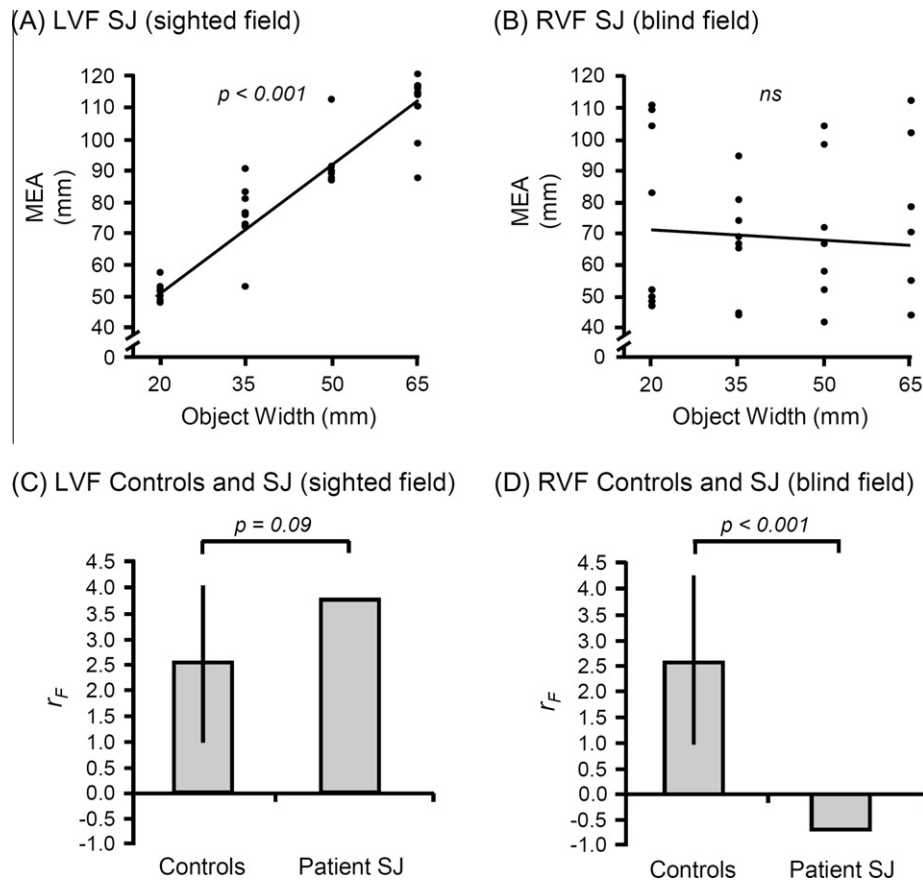 (A) LVF SJ (sighted field)
p < 0.001
MEA
(mm)
120
110
100
90
80
70
60
50
40
0
20 35 50 65
Object Width (mm)
(B) RVF SJ (blind field)
ns
MEA
(mm)
120
110
100
90
80
70
60
50
40
0
20 35 50 65
Object Width (mm)
(C) LVF Controls and SJ (sighted field)
p = 0.09
r_F
4.5
4.0
3.5
3.0
2.5
2.0
1.5
1.0
0.5
0.0
-0.5
-1.0
Controls Patient SJ
(D) RVF Controls and SJ (blind field)
p < 0.001
r_F
4.5
4.0
3.5
3.0
2.5
2.0
1.5
1.0
0.5
0.0
-0.5
-1.0
Controls Patient SJ